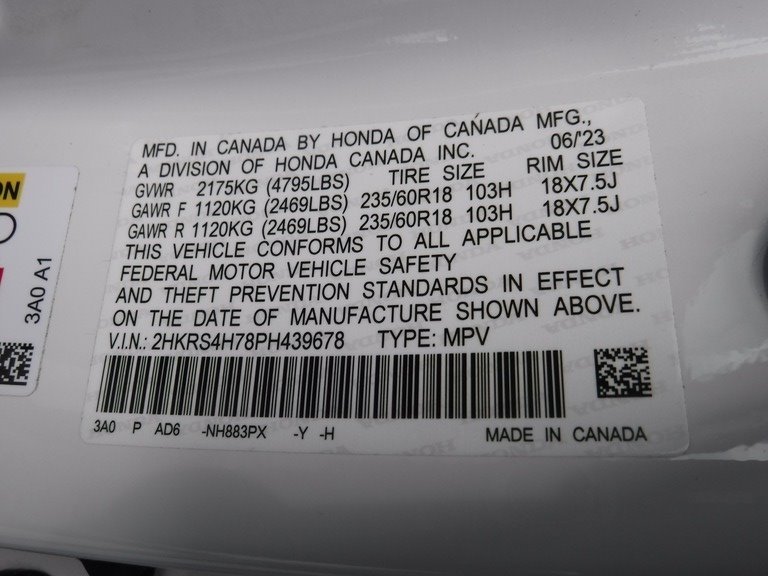 MFD. IN CANADA BY HONDA OF CANADA MFG.,
A DIVISION OF HONDA CANADA INC. 06/'23
GVWR 2175KG (4795LBS) TIRE SIZE RIM SIZE
GAWR F 1120KG (2469LBS) 235/60R18 103H 18X7.5J
GAWR R 1120KG (2469LBS) 235/60R18 103H 18X7.5J
THIS VEHICLE CONFORMS TO ALL APPLICABLE
FEDERAL MOTOR VEHICLE SAFETY
AND THEFT PREVENTION STANDARDS IN EFFECT
ON THE DATE OF MANUFACTURE SHOWN ABOVE.
V.I.N.: 2HKRS4H78PH439678 TYPE: MPV
3A0 P AD6 -NH883PX -Y -H MADE IN CANADA
3A0 A1